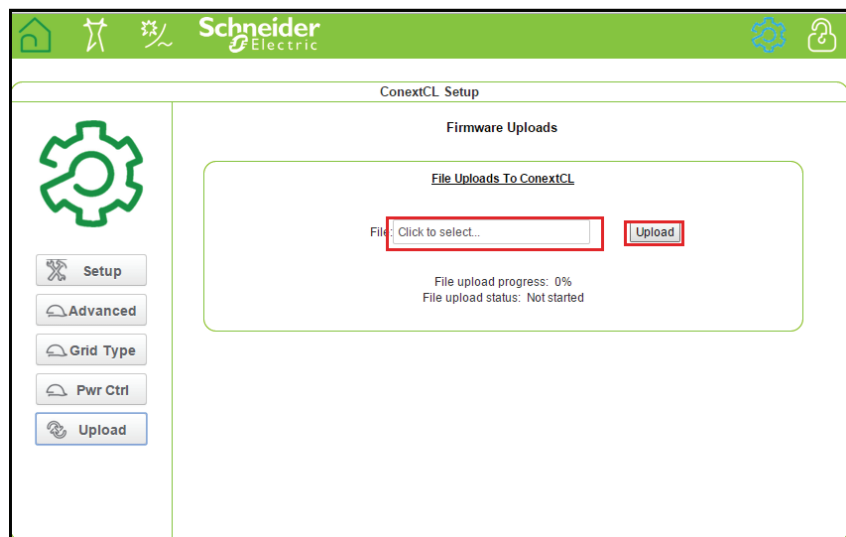 Schneider
Electric
ConextCL Setup
Firmware Uploads
File Uploads To ConextCL
File: Click to select... Upload
File upload progress: 0%
File upload status: Not started
Setup
Advanced
Grid Type
Pwr Ctrl
Upload